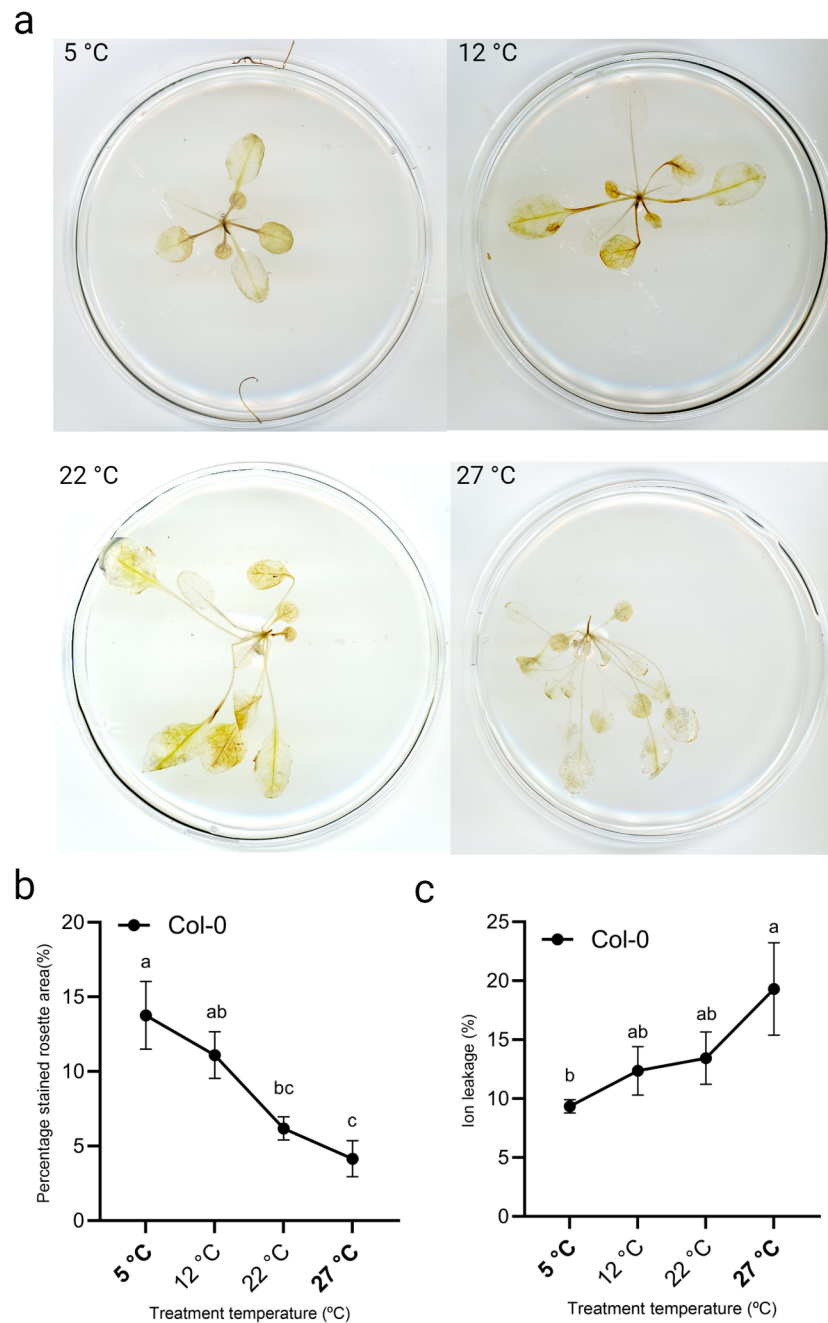 a
5 °C
12 °C
22 °C
27 °C
b
c
20
15
10
5
0
Percentage stained rosette area(%)
Col-0
a
ab
bc
c
5 °C
12 °C
22 °C
27 °C
Treatment temperature (ºC)
25
20
15
10
5
0
Ion leakage (%)
Col-0
b
ab
ab
a
5 °C
12 °C
22 °C
27 °C
Treatment temperature (ºC)